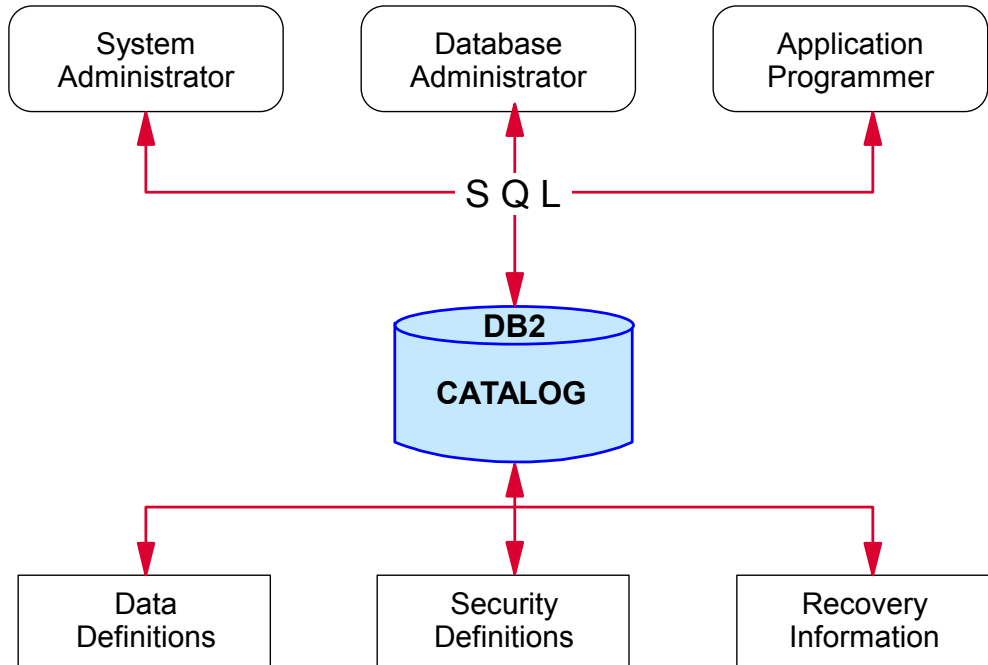 System
Administrator
Database
Administrator
Application
Programmer
S Q L
DB2
CATALOG
Data
Definitions
Security
Definitions
Recovery
Information